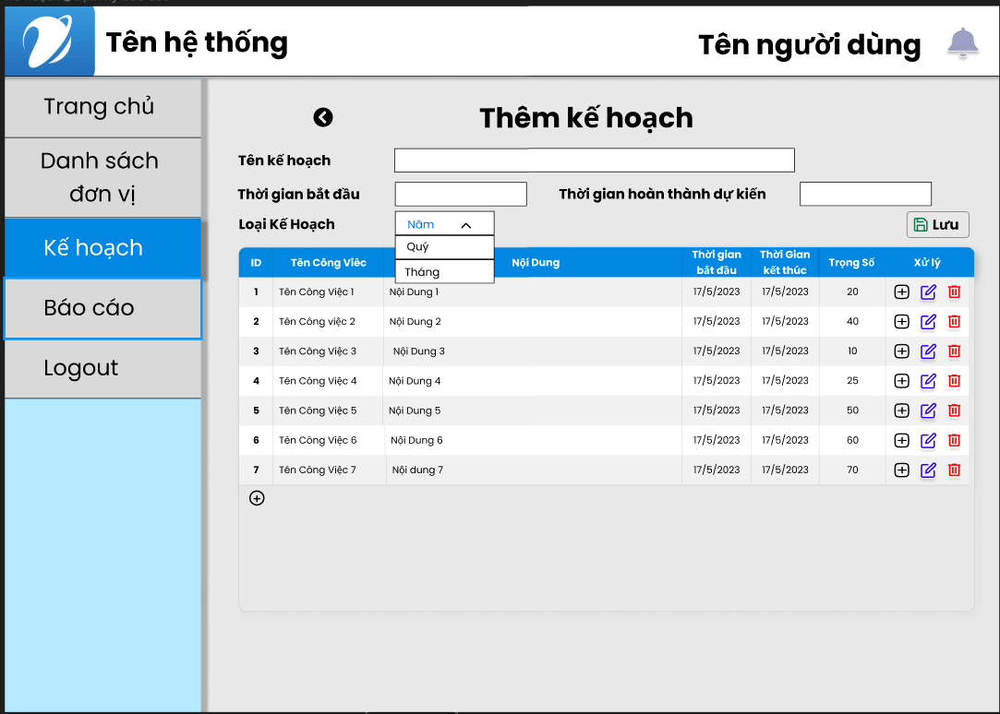 Tên hệ thống
Tên người dùng
Trang chủ
Danh sách
đơn vị
Kế hoạch
Báo cáo
Logout
Thêm kế hoạch
Tên kế hoạch
Thời gian bắt đầu
Thời gian hoàn thành dự kiến
Loại Kế Hoạch
Năm
Quý
Tháng
Lưu
ID Tên Công Viêc Nội Dung Thời gian bắt đầu Thời Gian kết thúc Trọng Số Xử lý
1 Tên Công Việc 1 Nội Dung 1 17/5/2023 17/5/2023 20
2 Tên Công việc 2 Nội Dung 2 17/5/2023 17/5/2023 40
3 Tên Công Việc 3 Nội Dung 3 17/5/2023 17/5/2023 10
4 Tên Công Việc 4 Nội Dung 4 17/5/2023 17/5/2023 25
5 Tên Công Việc 5 Nội Dung 5 17/5/2023 17/5/2023 50
6 Tên Công Việc 6 Nội Dung 6 17/5/2023 17/5/2023 60
7 Tên Công Việc 7 Nội dung 7 17/5/2023 17/5/2023 70